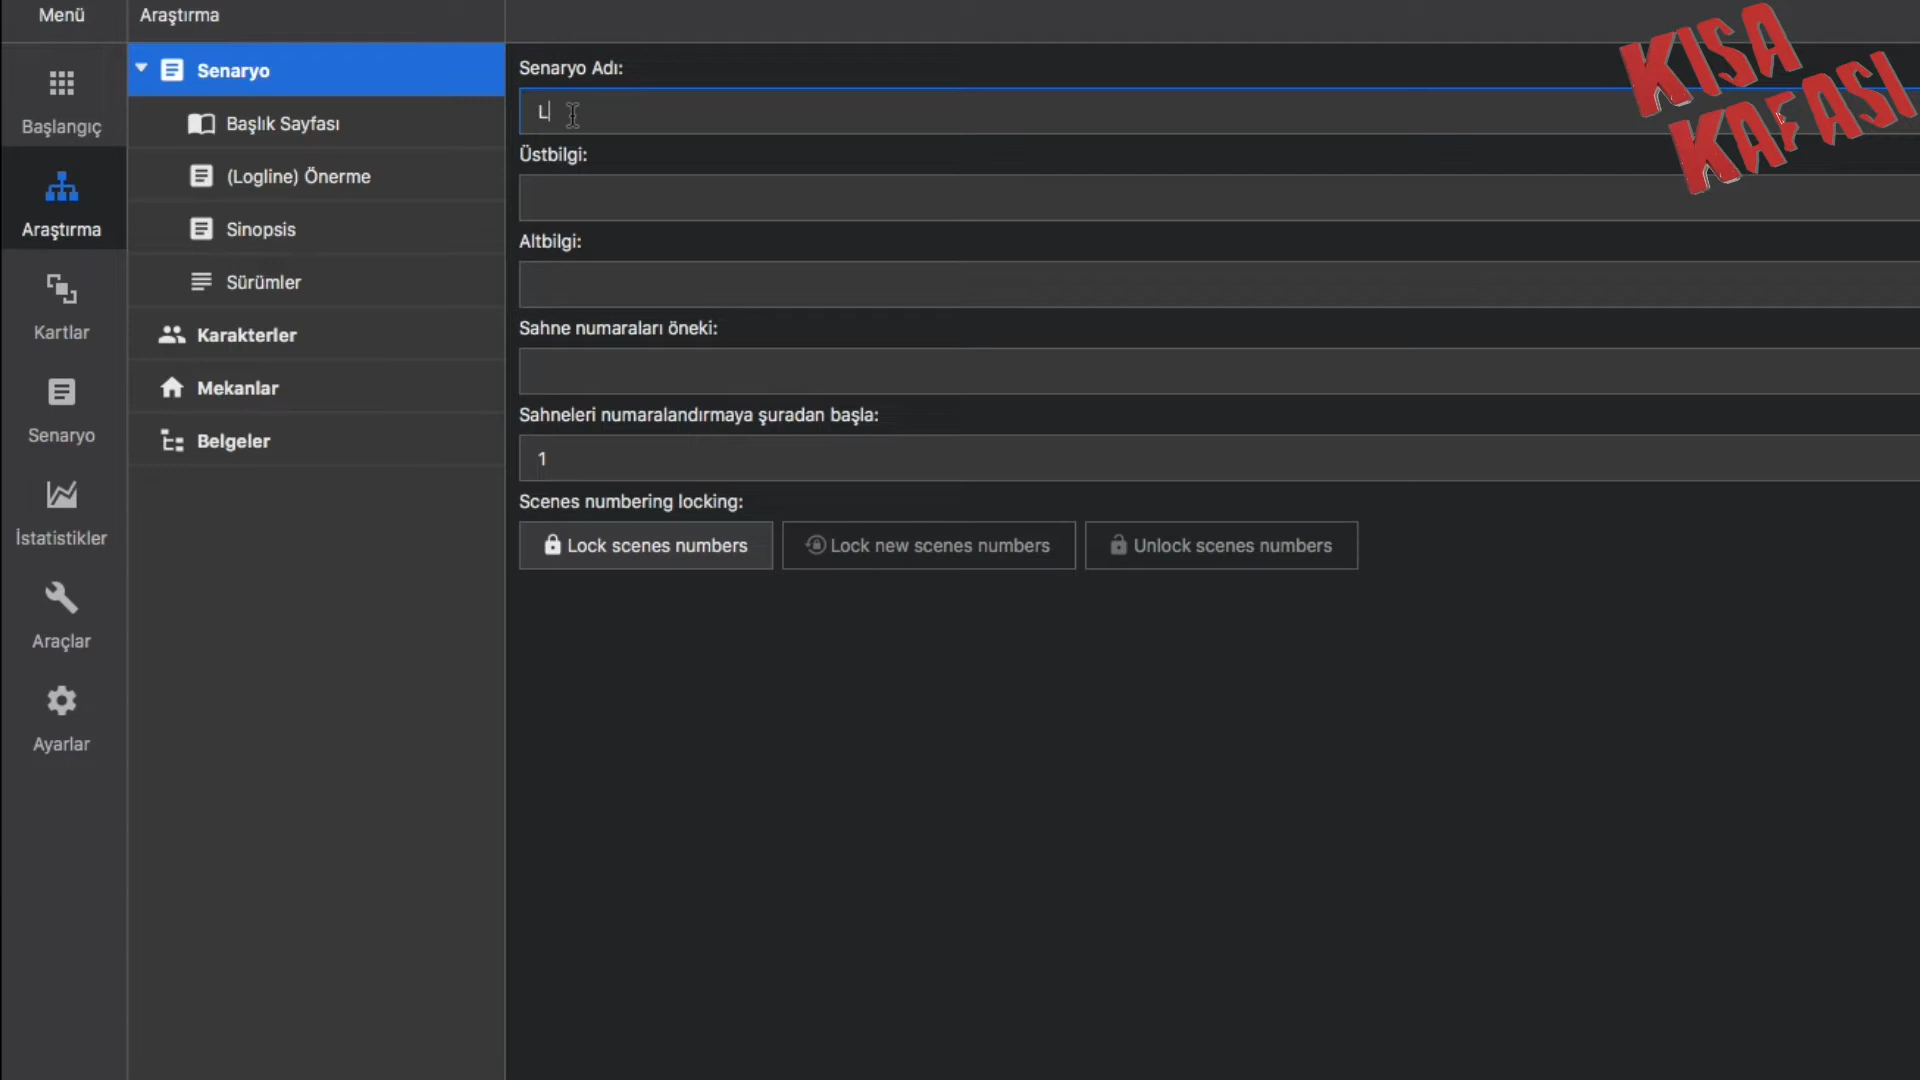 Menü
Araştırma
Başlangıç
Araştırma
Kartlar
Senaryo
İstatistikler
Araçlar
Ayarlar
Senaryo
Başlık Sayfası
(Logline) Önerme
Sinopsis
Sürümler
Karakterler
Mekanlar
Belgeler
Senaryo Adı:
L
Üstbilgi:
Altbilgi:
Sahne numaraları öneki:
Sahneleri numaralandırmaya şuradan başla:
1
Scenes numbering locking:
Lock scenes numbers
Lock new scenes numbers
Unlock scenes numbers
KISA
KAFASI